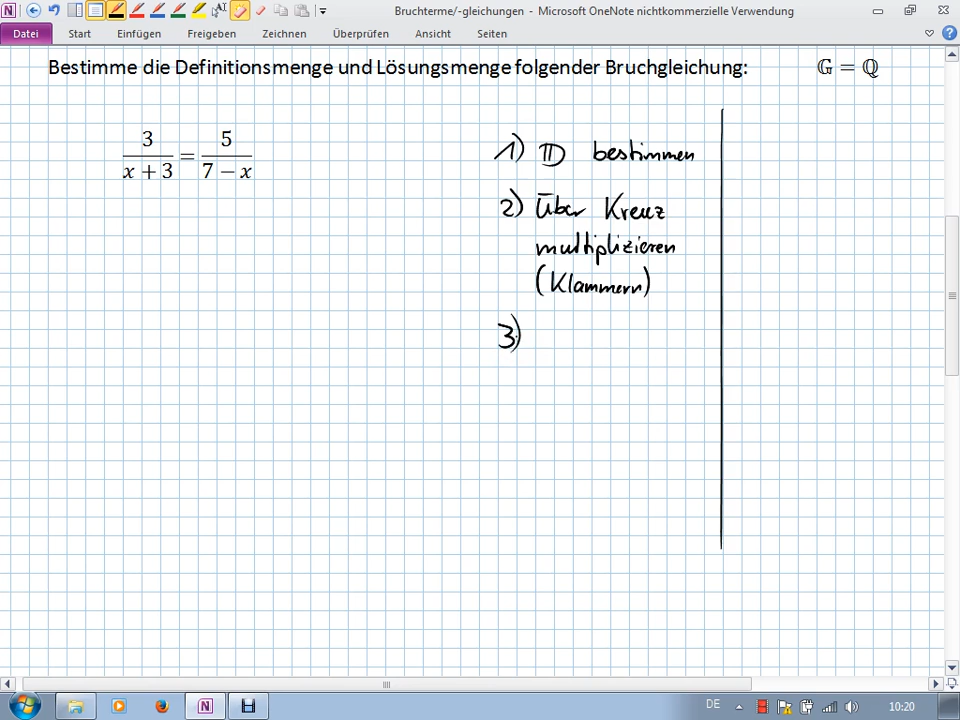 Bruchterme/-gleichungen - Microsoft OneNote nichtkommerzielle Verwendung
Datei Start Einfügen Freigeben Zeichnen Überprüfen Ansicht Seiten
Bestimme die Definitionsmenge und Lösungsmenge folgender Bruchgleichung: 𝔾 = ℚ
3/(x + 3) = 5/(7 − x)
1) 𝔻 bestimmen
2) Über Kreuz
multiplizieren
(Klammern)
3)
DE 10:20